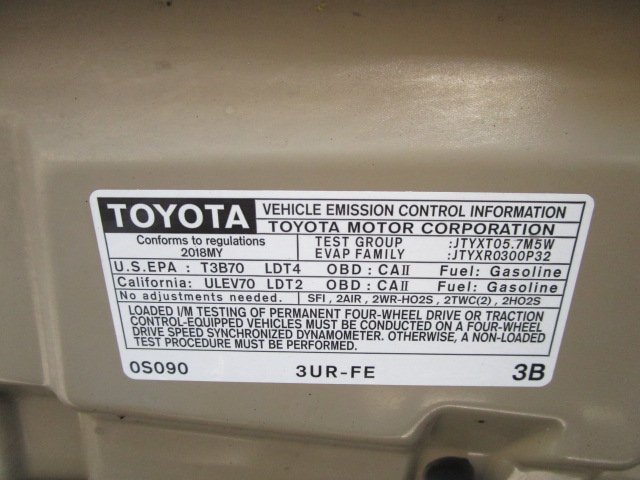 TOYOTA VEHICLE EMISSION CONTROL INFORMATION
TOYOTA MOTOR CORPORATION
Conforms to regulations
2018MY
TEST GROUP :JTYXT05.7M5W
EVAP FAMILY :JTYXR0300P32
U.S.EPA : T3B70 LDT4 OBD : CAⅡ Fuel: Gasoline
California: ULEV70 LDT2 OBD : CAⅡ Fuel: Gasoline
No adjustments needed. SFI , 2AIR , 2WR-HO2S , 2TWC(2) , 2HO2S
LOADED I/M TESTING OF PERMANENT FOUR-WHEEL DRIVE OR TRACTION
CONTROL-EQUIPPED VEHICLES MUST BE CONDUCTED ON A FOUR-WHEEL
DRIVE SPEED SYNCHRONIZED DYNAMOMETER. OTHERWISE, A NON-LOADED
TEST PROCEDURE MUST BE PERFORMED.
0S090 3UR-FE 3B